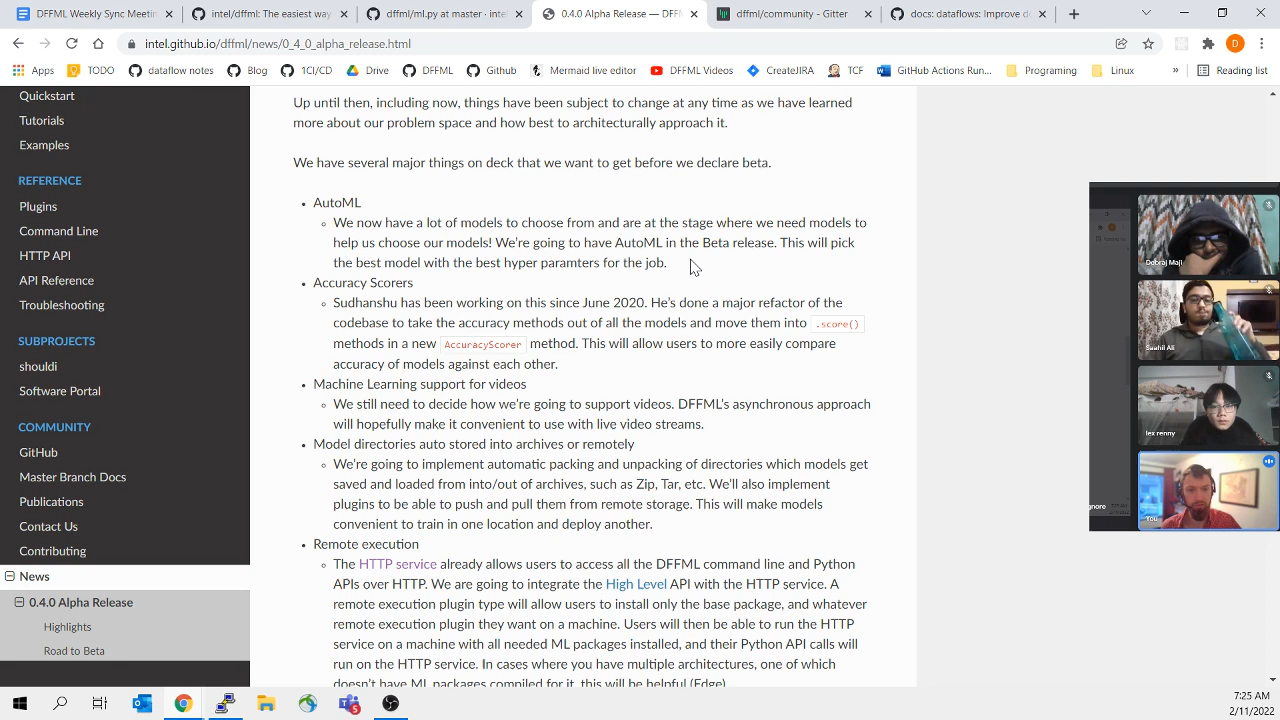 DFFML Weekly Sync Meetin
intel/dffml: The easiest way
dffml/ml.py at master · intel
0.4.0 Alpha Release — DFFML
dffml/community - Gitter
docs: dataflows: Improve do
intel.github.io/dffml/news/0_4_0_alpha_release.html
D
Apps
TODO
dataflow notes
Blog
1CI/CD
Drive
DFFML
Github
Mermaid live editor
DFFML Videos
CreateJIRA
TCF
GitHub Actions Run...
Programing
Linux
»
Reading list
Quickstart
Tutorials
Examples
REFERENCE
Plugins
Command Line
HTTP API
API Reference
Troubleshooting
SUBPROJECTS
shouldi
Software Portal
COMMUNITY
GitHub
Master Branch Docs
Publications
Contact Us
Contributing
News
0.4.0 Alpha Release
Highlights
Road to Beta
Up until then, including now, things have been subject to change at any time as we have learned
more about our problem space and how best to architecturally approach it.
We have several major things on deck that we want to get before we declare beta.
• AutoML
◦ We now have a lot of models to choose from and are at the stage where we need models to
help us choose our models! We're going to have AutoML in the Beta release. This will pick
the best model with the best hyper paramters for the job.
• Accuracy Scorers
◦ Sudhanshu has been working on this since June 2020. He's done a major refactor of the
codebase to take the accuracy methods out of all the models and move them into .score()
methods in a new AccuracyScorer method. This will allow users to more easily compare
accuracy of models against each other.
• Machine Learning support for videos
◦ We still need to decide how we're going to support videos. DFFML's asynchronous approach
will hopefully make it convenient to use with live video streams.
• Model directories auto stored into archives or remotely
◦ We're going to implement automatic packing and unpacking of directories which models get
saved and loaded from into out of archives, such as Zip, Tar, etc. We'll also implement
plugins to be able to push and pull them from remote storage. This will make models
convenient to train in one location and deploy another.
• Remote execution
◦ The HTTP service already allows users to access all the DFFML command line and Python
APIs over HTTP. We are going to integrate the High Level API with the HTTP service. A
remote execution plugin type will allow users to install only the base package, and whatever
remote execution plugin they want on a machine. Users will then be able to run the HTTP
service on a machine with all needed ML packages installed, and their Python API calls will
run on the HTTP service. In cases where you have multiple architectures, one of which
doesn't have ML packages compiled for it, this will be helpful (Edge)
Dobraj Maji
Saahil Ali
lex renny
You
gnore
5
7:25 AM
2/11/2022